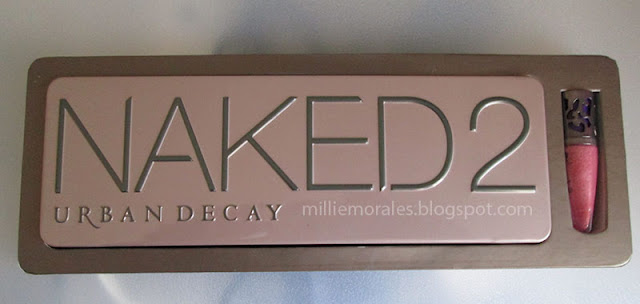 NAKED2
URBAN DECAY
milliemorales.blogspot.com